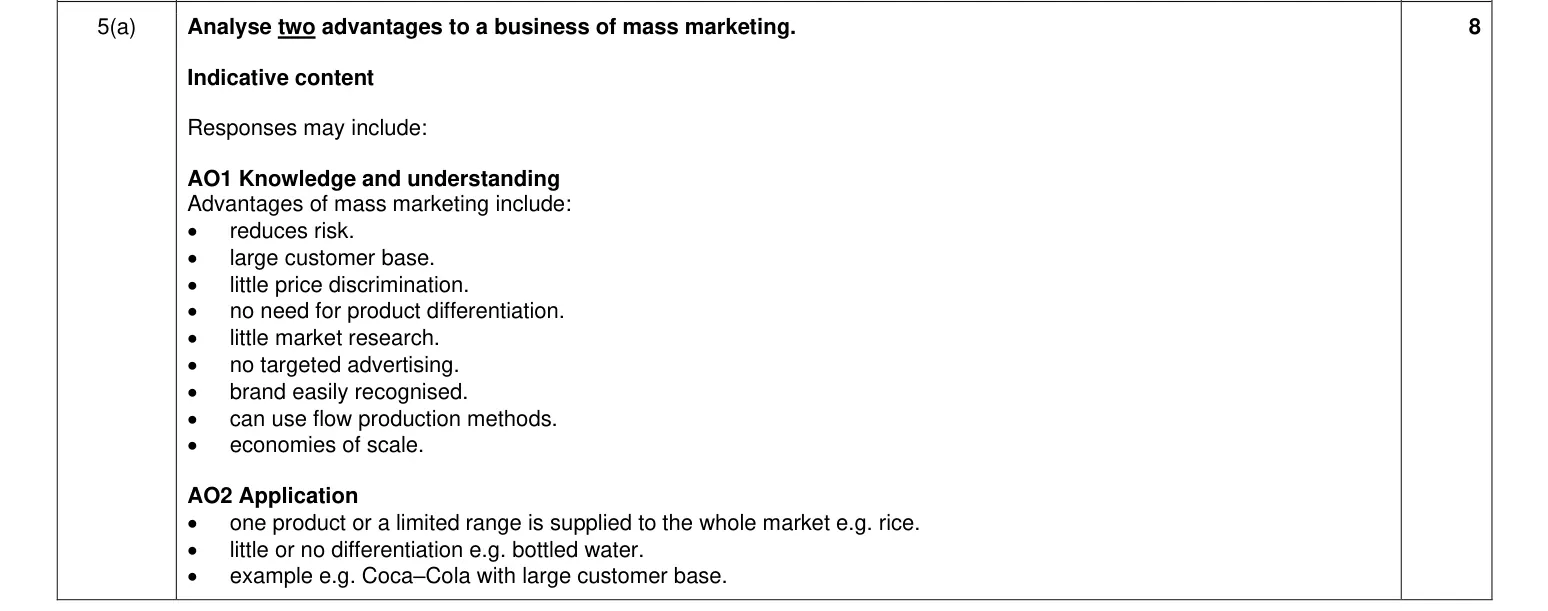 5(a) Analyse two advantages to a business of mass marketing. 8
Indicative content
Responses may include:
AO1 Knowledge and understanding
Advantages of mass marketing include:
• reduces risk.
• large customer base.
• little price discrimination.
• no need for product differentiation.
• little market research.
• no targeted advertising.
• brand easily recognised.
• can use flow production methods.
• economies of scale.
AO2 Application
• one product or a limited range is supplied to the whole market e.g. rice.
• little or no differentiation e.g. bottled water.
• example e.g. Coca–Cola with large customer base.